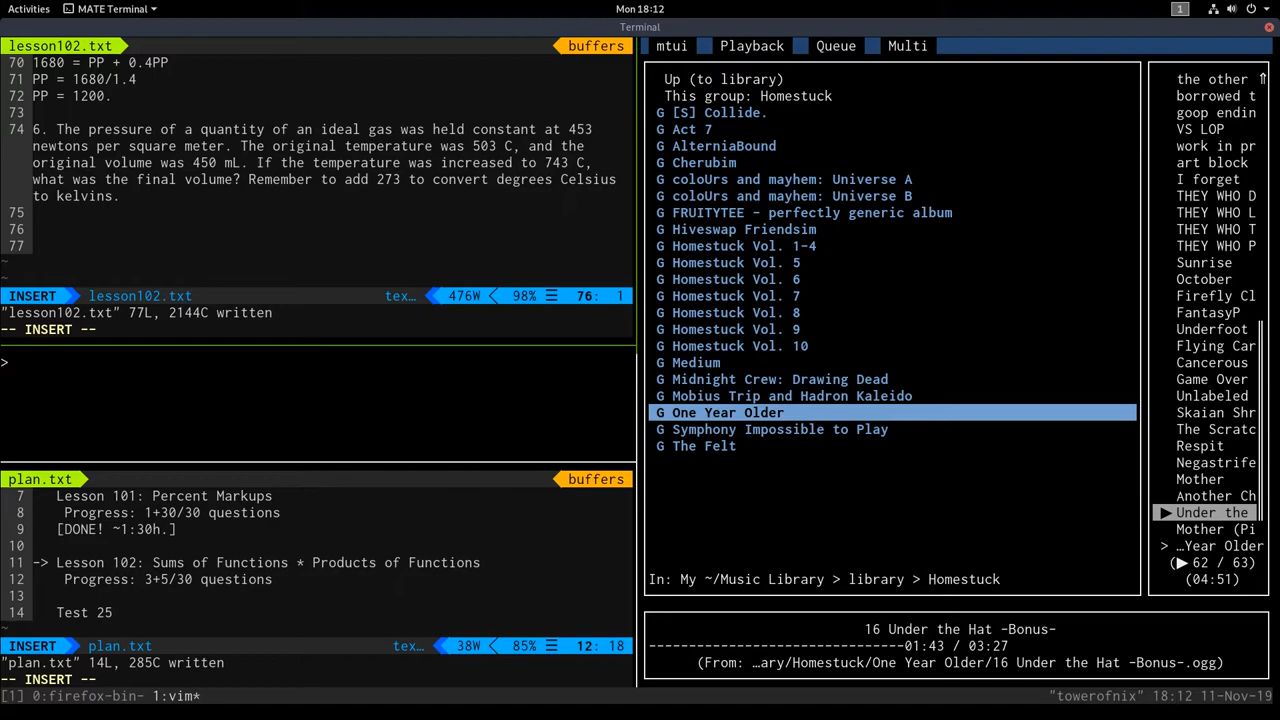 Activities MATE Terminal Mon 18:12 1
Terminal
lesson102.txt buffers
70 1680 = PP + 0.4PP
71 PP = 1680/1.4
72 PP = 1200.
73
74 6. The pressure of a quantity of an ideal gas was held constant at 453
newtons per square meter. The original temperature was 503 C, and the
original volume was 450 mL. If the temperature was increased to 743 C,
what was the final volume? Remember to add 273 to convert degrees Celsius
to kelvins.
75
76
77
~
~
INSERT lesson102.txt tex… 476W 98% ☰ 76: 1
"lesson102.txt" 77L, 2144C written
-- INSERT --
>
plan.txt buffers
7 Lesson 101: Percent Markups
8 Progress: 1+30/30 questions
9 [DONE! ~1:30h.]
10
11 -> Lesson 102: Sums of Functions * Products of Functions
12 Progress: 3+5/30 questions
13
14 Test 25
~
INSERT plan.txt tex… 38W 85% ☰ 12: 18
"plan.txt" 14L, 285C written
-- INSERT --
mtui Playback Queue Multi
Up (to library)
This group: Homestuck
G [S] Collide.
G Act 7
G AlterniaBound
G Cherubim
G coloUrs and mayhem: Universe A
G coloUrs and mayhem: Universe B
G FRUITYTEE – perfectly generic album
G Hiveswap Friendsim
G Homestuck Vol. 1-4
G Homestuck Vol. 5
G Homestuck Vol. 6
G Homestuck Vol. 7
G Homestuck Vol. 8
G Homestuck Vol. 9
G Homestuck Vol. 10
G Medium
G Midnight Crew: Drawing Dead
G Mobius Trip and Hadron Kaleido
G One Year Older
G Symphony Impossible to Play
G The Felt
In: My ~/Music Library > library > Homestuck
the other ⇑
borrowed t
goop endin
VS LOP
work in pr
art block
I forget
THEY WHO D
THEY WHO L
THEY WHO T
THEY WHO P
Sunrise
October
Firefly Cl
FantasyP
Underfoot
Flying Car
Cancerous
Game Over
Unlabeled
Skaian Shr
The Scratc
Respit
Negastrife
Mother
Another Ch
▶ Under the
Mother (Pi
> …Year Older
(▶ 62 / 63)
(04:51)
16 Under the Hat -Bonus-
-------------------------------01:43 / 03:27
(From: …ary/Homestuck/One Year Older/16 Under the Hat -Bonus-.ogg)
[1] 0:firefox-bin- 1:vim* "towerofnix" 18:12 11-Nov-19